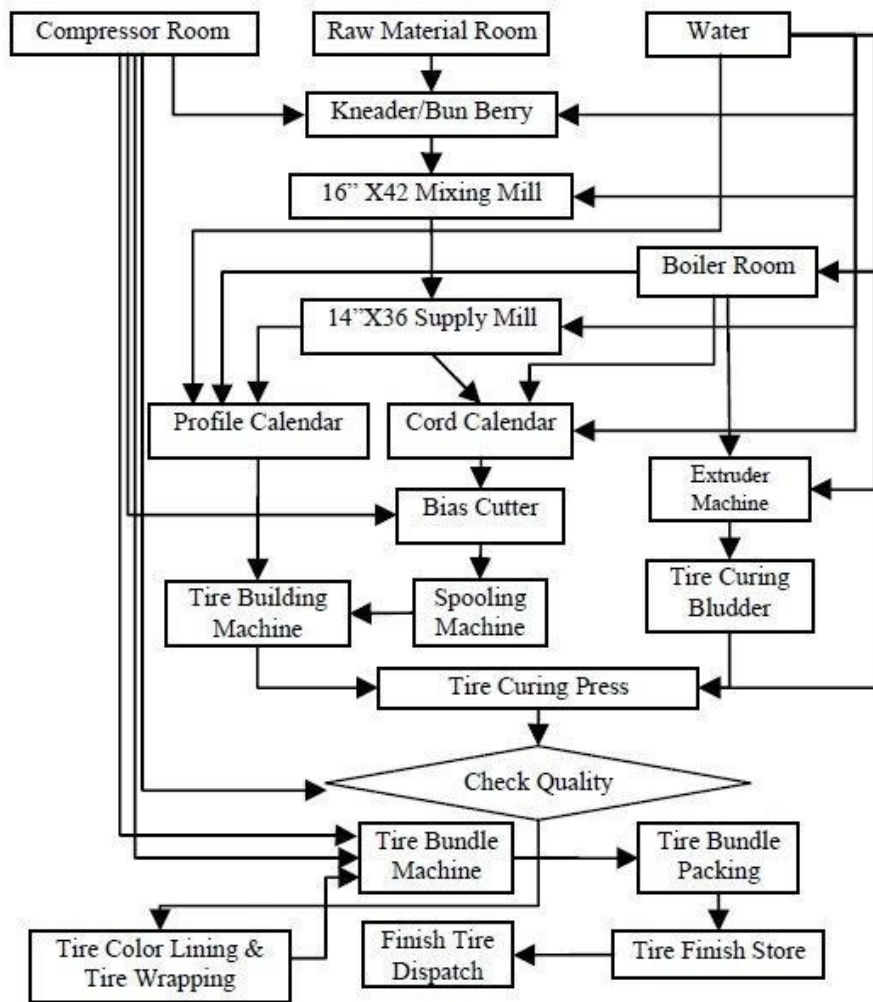 Compressor Room
Raw Material Room
Water
Kneader/Bun Berry
16” X42 Mixing Mill
Boiler Room
14”X36 Supply Mill
Profile Calendar
Cord Calendar
Extruder
Machine
Bias Cutter
Tire Building
Machine
Spooling
Machine
Tire Curing
Bludder
Tire Curing Press
Check Quality
Tire Bundle
Machine
Tire Bundle
Packing
Tire Color Lining &
Tire Wrapping
Finish Tire
Dispatch
Tire Finish Store